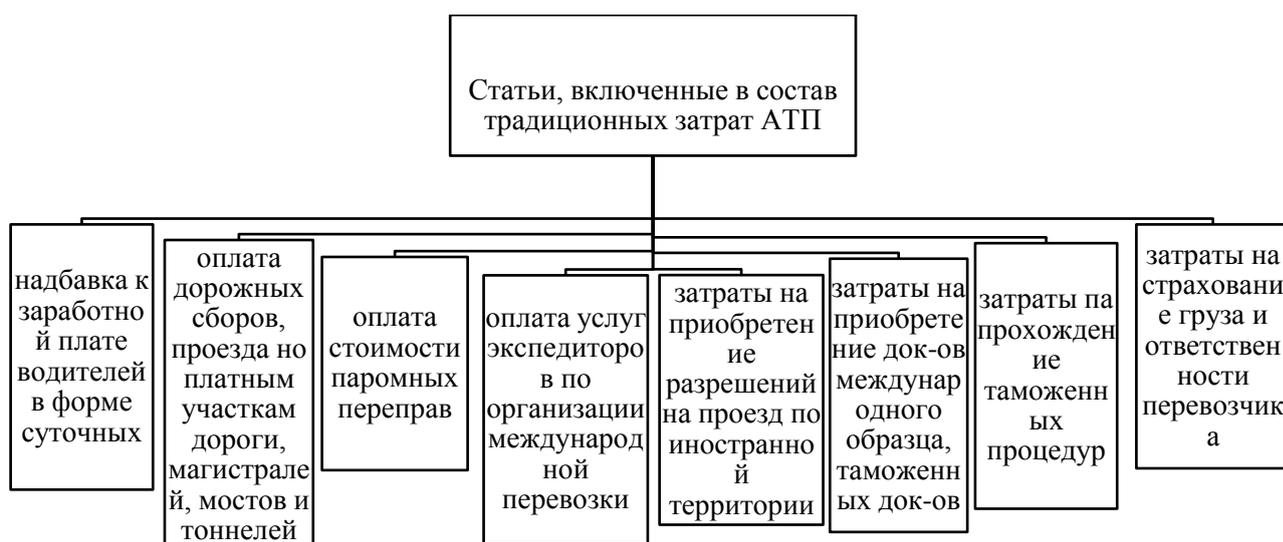 Статьи, включенные в состав
традиционных затрат АТП
надбавка к
заработно
й плате
водителей
в форме
суточных
оплата
дорожных
сборов,
проезда но
платным
участкам
дороги,
магистрале
й, мостов и
тоннелей
оплата
стоимости
паромных
переправ
оплата услуг
экспедиторо
в по
организации
международ
ной
перевозки
затраты на
приобретен
ие
разрешений
на проезд по
иностранно
й
территории
затраты на
приобрете
ние док-ов
междунар
одного
образца,
таможенн
ых док-ов
затраты па
прохожден
ие
таможенн
ых
процедур
затраты на
страховани
е груза и
ответствен
ности
перевозчик
а